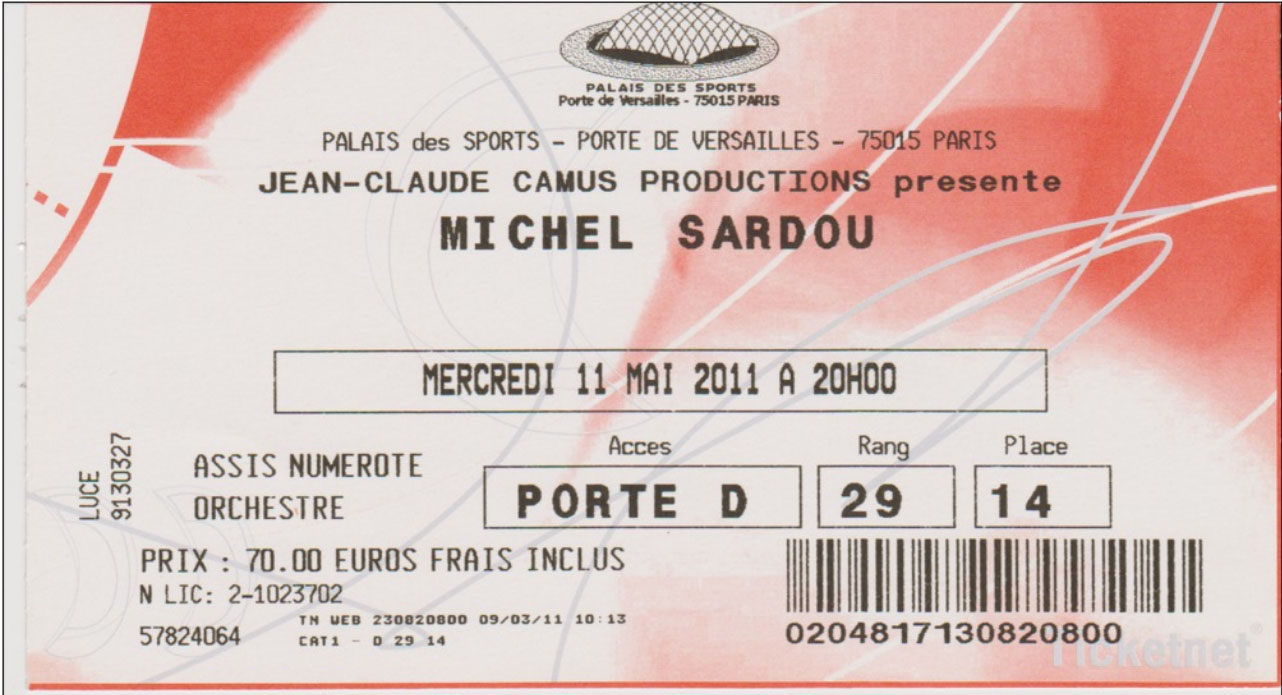 PALAIS DES SPORTS
Porte de Versailles - 75015 PARIS
PALAIS des SPORTS - PORTE DE VERSAILLES - 75015 PARIS
JEAN-CLAUDE CAMUS PRODUCTIONS presente
MICHEL SARDOU
MERCREDI 11 MAI 2011 A 20H00
LUCE
9130327
ASSIS NUMEROTE
ORCHESTRE
Acces
PORTE D
Rang
29
Place
14
PRIX : 70.00 EUROS FRAIS INCLUS
N LIC: 2-1023702
57824064
TN WEB 230820800 09/03/11 10:13
CAT1 - D 29 14
0204817130820800
Ticketnet®